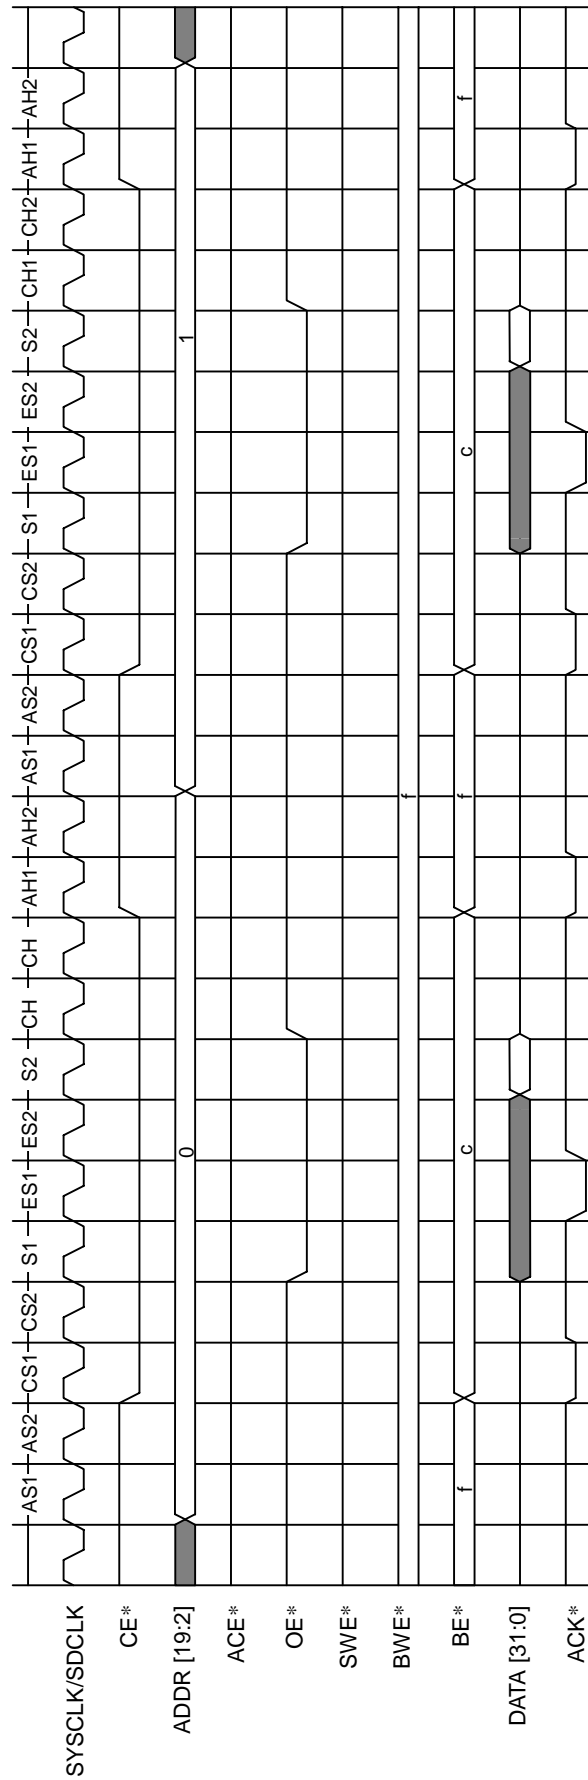 AS1 AS2 CS1 CS2 S1 ES1 ES2 S2 CH CH AH1 AH2 AS1 AS2 CS1 CS2 S1 ES1 ES2 S2 CH1 CH2 AH1 AH2
SYSCLK/SDCLK
CE*
ADDR [19:2] 0 1
ACE*
OE*
SWE*
BWE* f
BE* f c f c f
DATA [31:0]
ACK*